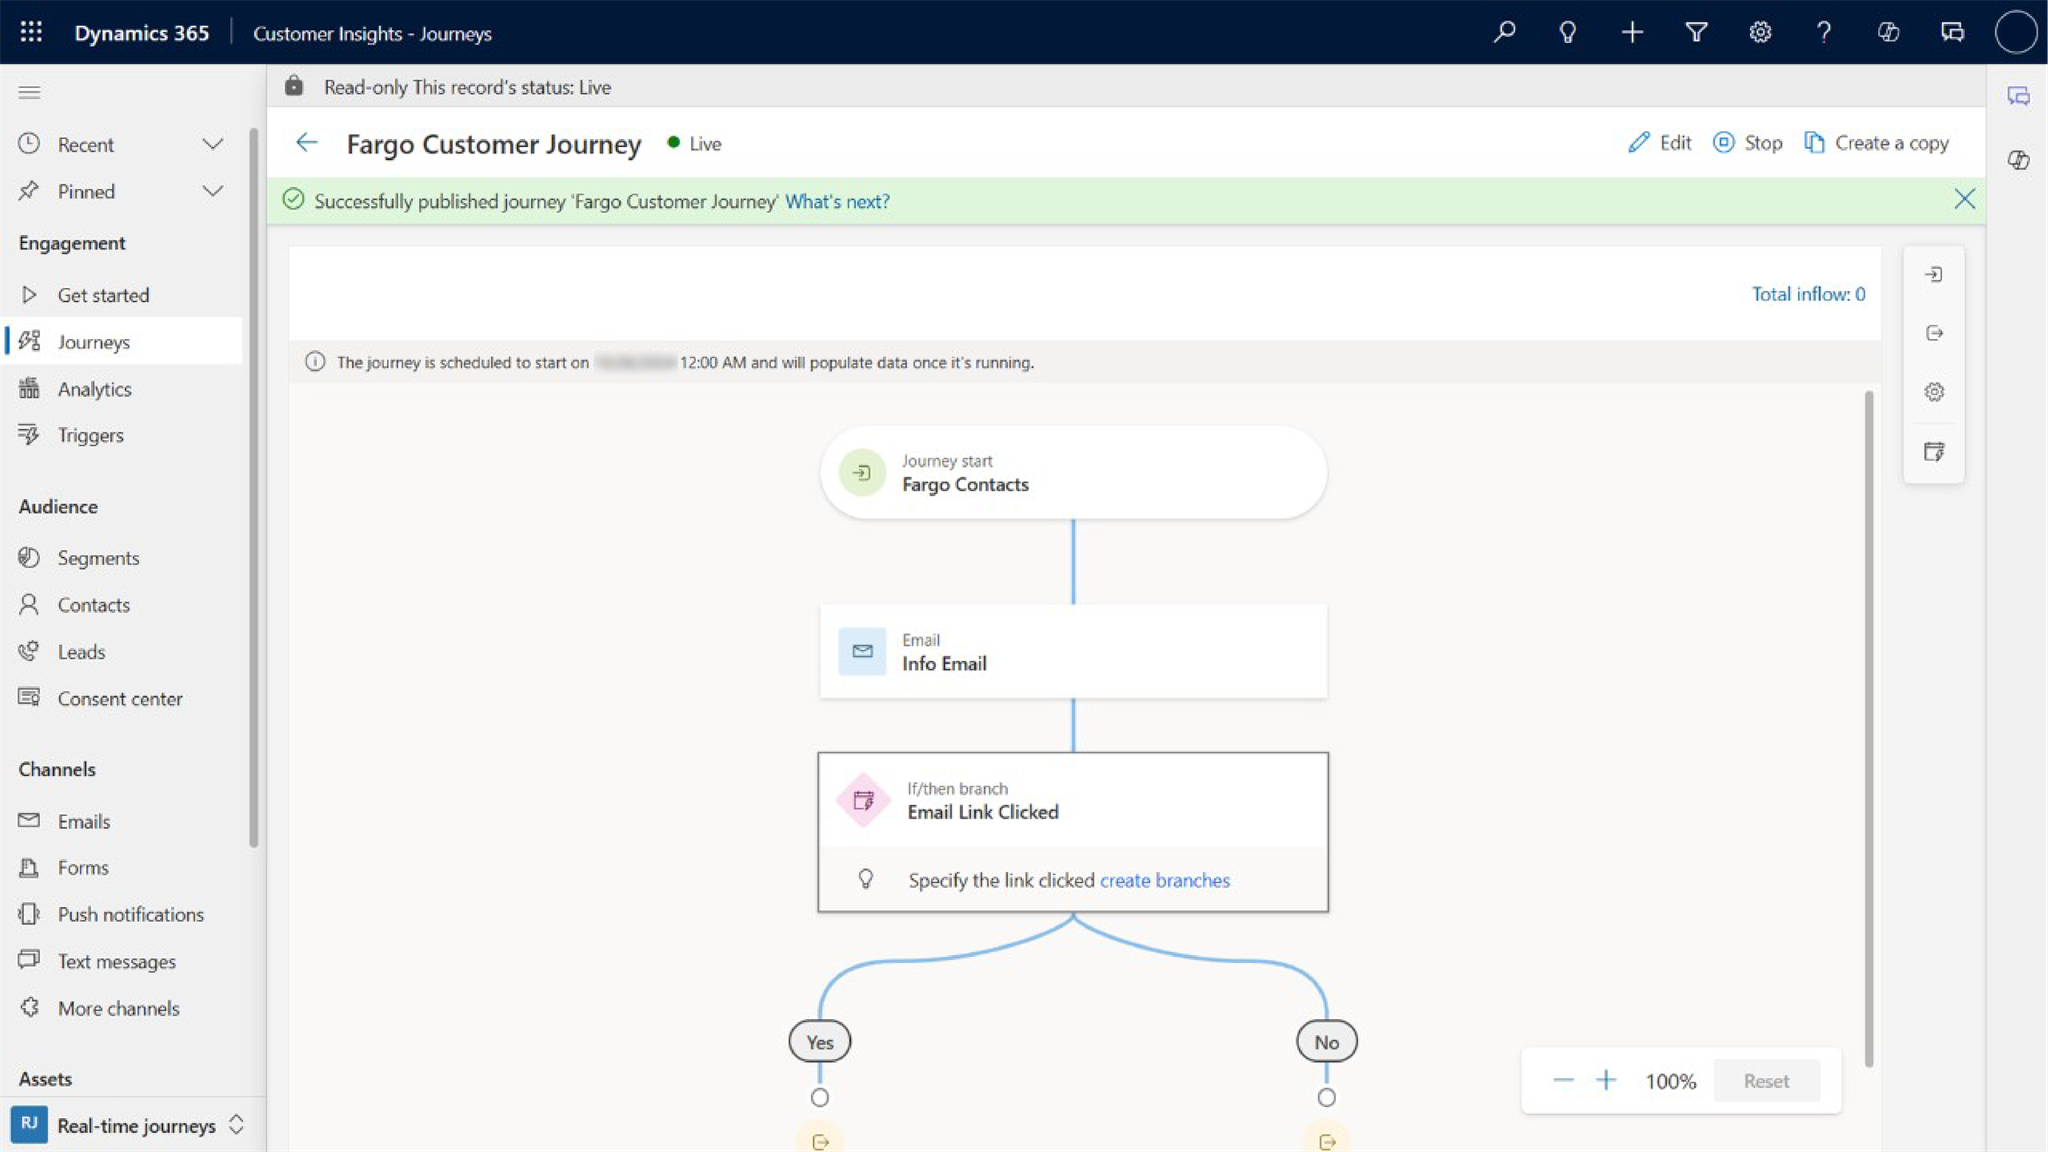 Dynamics 365
Customer Insights - Journeys
Read-only This record's status: Live
Fargo Customer Journey
Live
Edit
Stop
Create a copy
Successfully published journey 'Fargo Customer Journey' What's next?
Recent
Pinned
Engagement
Get started
Journeys
Analytics
Triggers
Audience
Segments
Contacts
Leads
Consent center
Channels
Emails
Forms
Push notifications
Text messages
More channels
Assets
RJ
Real-time journeys
Total inflow: 0
The journey is scheduled to start on 12:00 AM and will populate data once it's running.
Journey start
Fargo Contacts
Email
Info Email
If/then branch
Email Link Clicked
Specify the link clicked create branches
Yes
No
100%
Reset